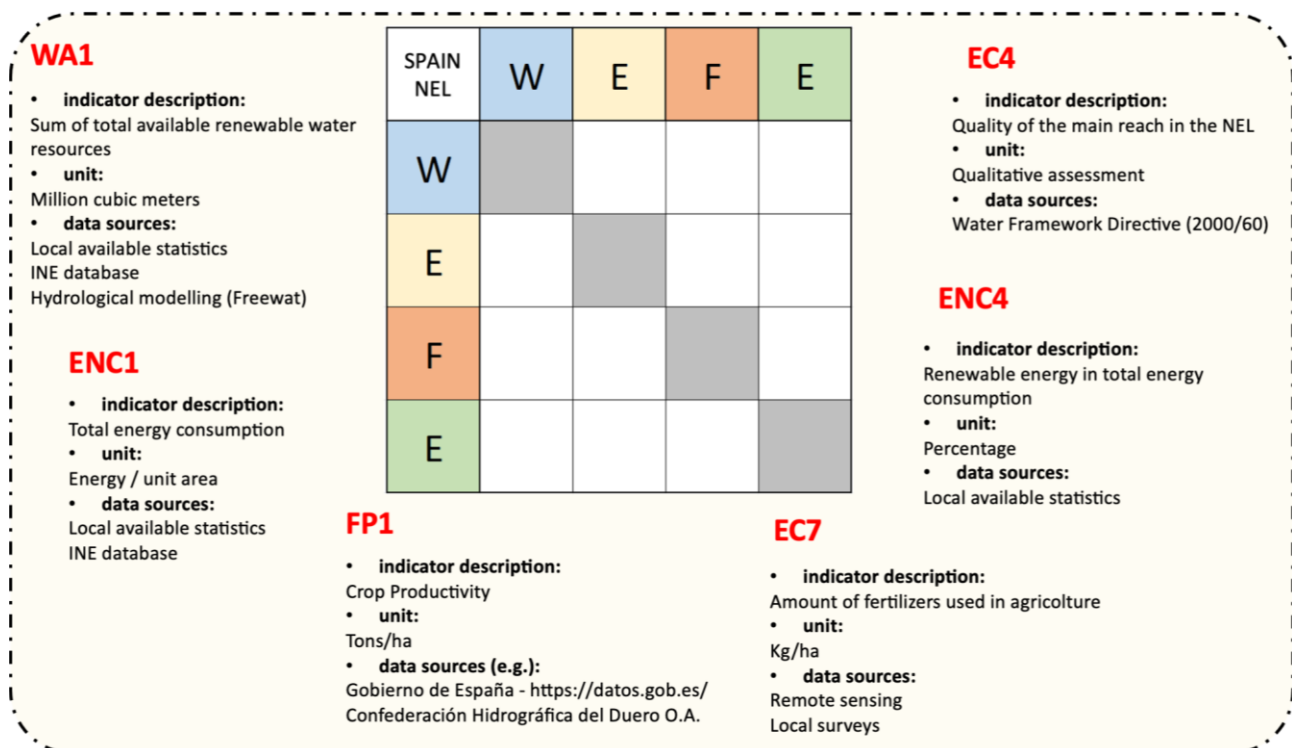 WA1
• indicator description:
Sum of total available renewable water
resources
• unit:
Million cubic meters
• data sources:
Local available statistics
INE database
Hydrological modelling (Freewat)
ENC1
• indicator description:
Total energy consumption
• unit:
Energy / unit area
• data sources:
Local available statistics
INE database
SPAIN
NEL
W
E
F
E
W
E
F
E
FP1
• indicator description:
Crop Productivity
• unit:
Tons/ha
• data sources (e.g.):
Gobierno de España - https://datos.gob.es/
Confederación Hidrográfica del Duero O.A.
EC4
• indicator description:
Quality of the main reach in the NEL
• unit:
Qualitative assessment
• data sources:
Water Framework Directive (2000/60)
ENC4
• indicator description:
Renewable energy in total energy
consumption
• unit:
Percentage
• data sources:
Local available statistics
EC7
• indicator description:
Amount of fertilizers used in agricolture
• unit:
Kg/ha
• data sources:
Remote sensing
Local surveys